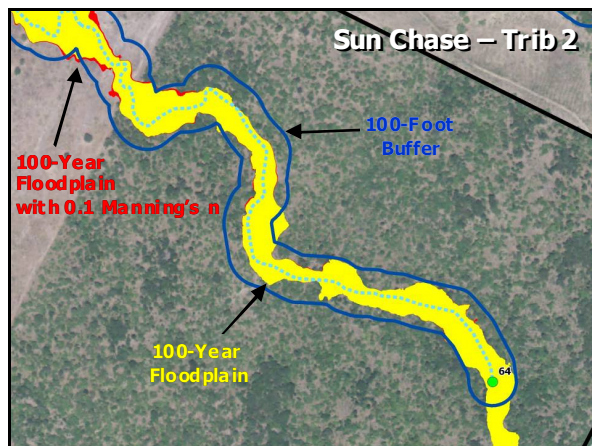 Sun Chase – Trib 2
100-Foot
Buffer
100-Year
Floodplain
with 0.1 Manning's n
100-Year
Floodplain
64